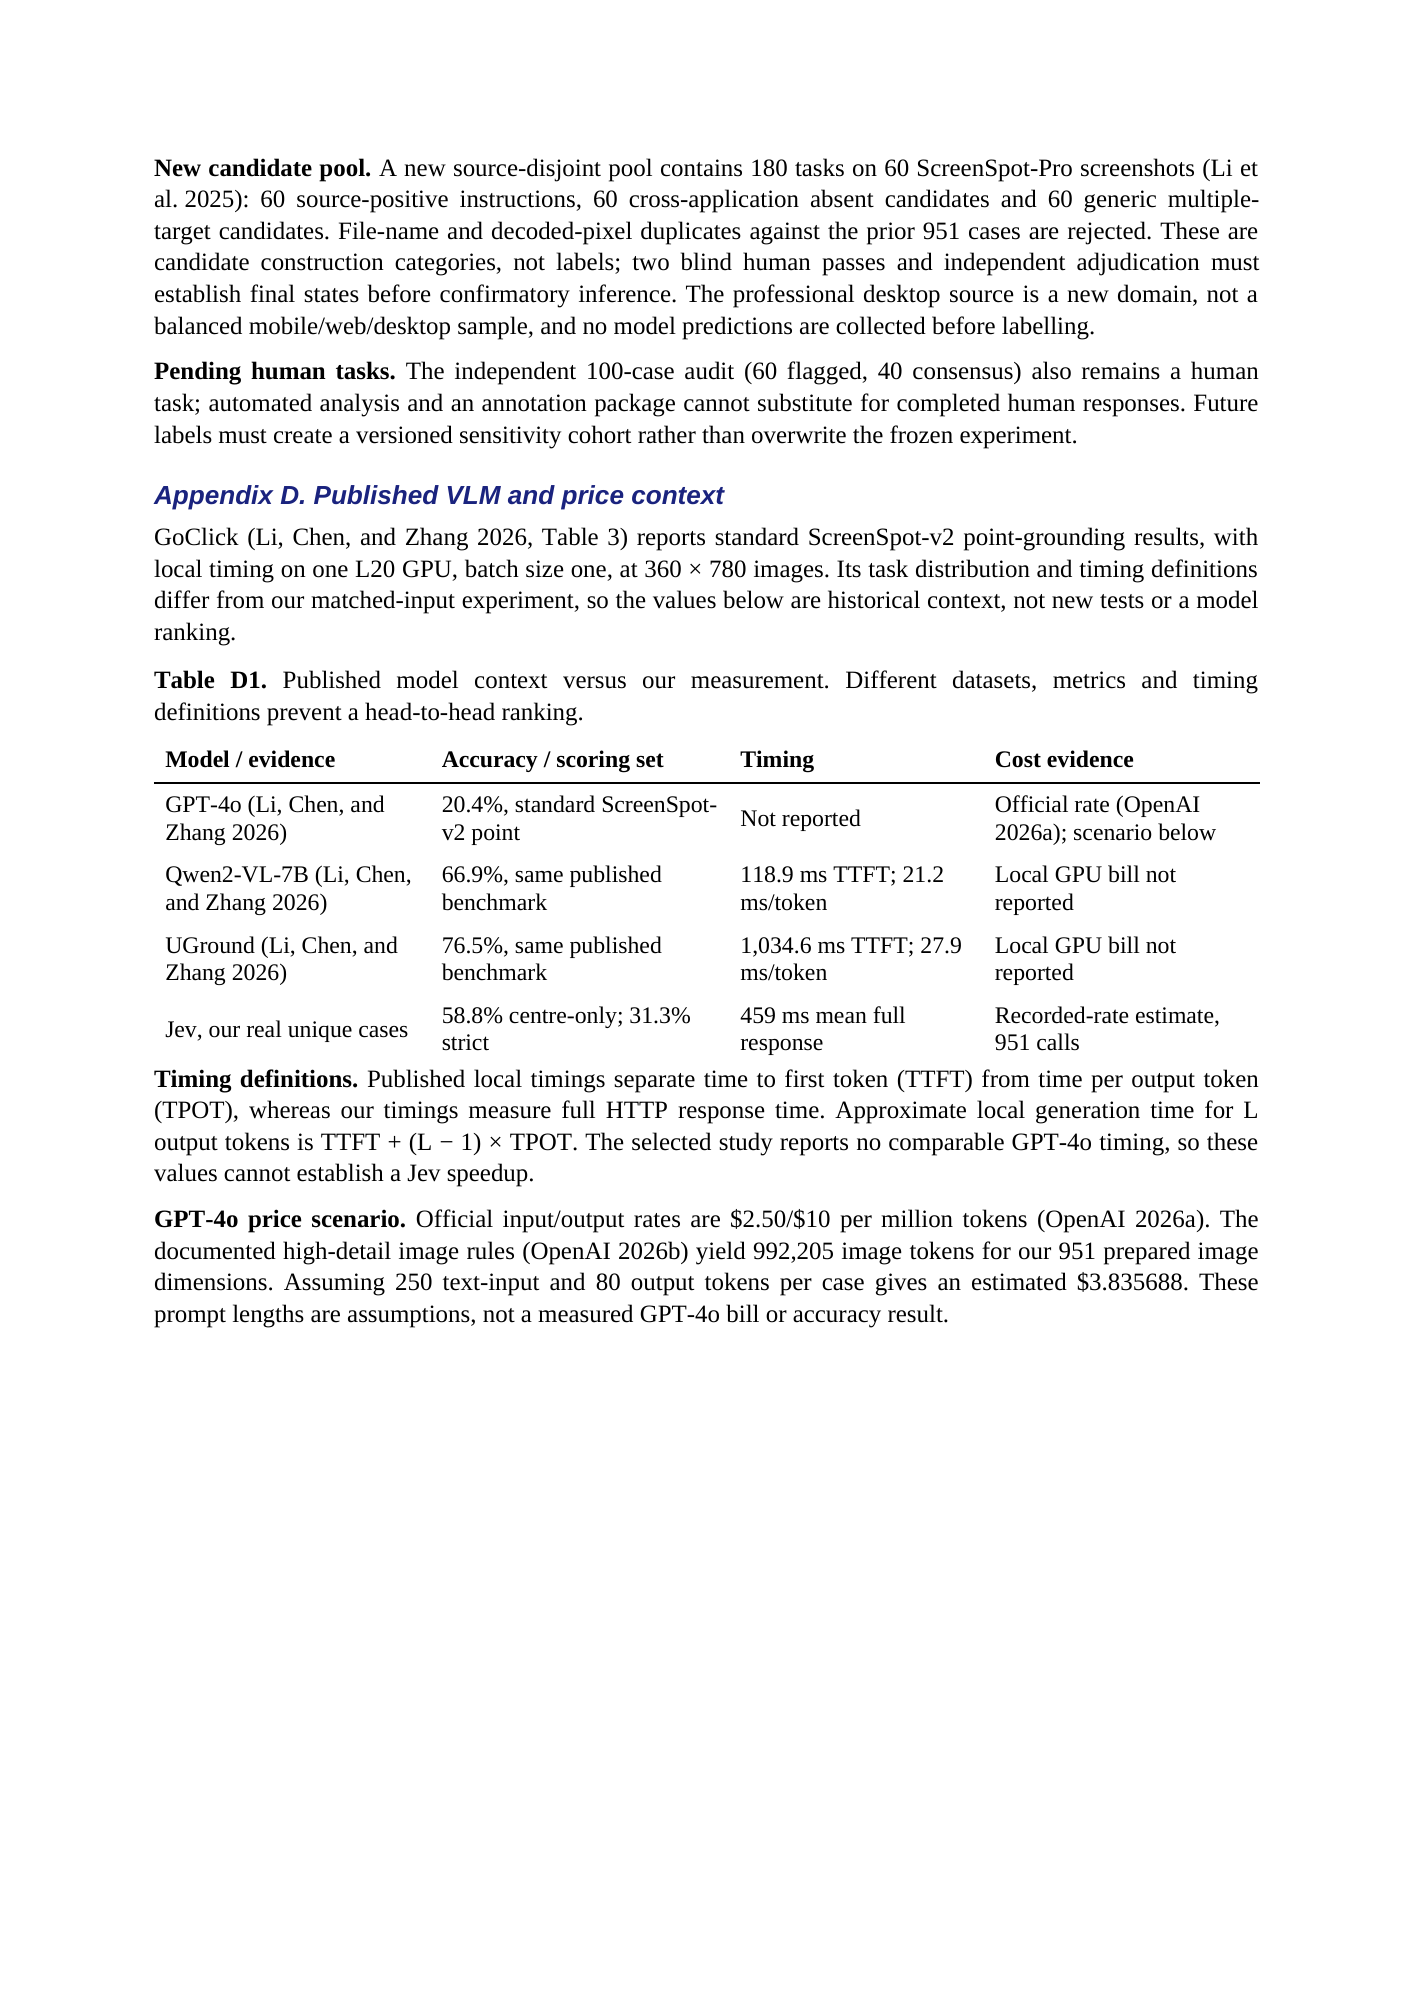 New candidate pool. A new source-disjoint pool contains 180 tasks on 60 ScreenSpot-Pro screenshots (Li et
al. 2025): 60 source-positive instructions, 60 cross-application absent candidates and 60 generic multiple-
target candidates. File-name and decoded-pixel duplicates against the prior 951 cases are rejected. These are
candidate construction categories, not labels; two blind human passes and independent adjudication must
establish final states before confirmatory inference. The professional desktop source is a new domain, not a
balanced mobile/web/desktop sample, and no model predictions are collected before labelling.
Pending human tasks. The independent 100-case audit (60 flagged, 40 consensus) also remains a human
task; automated analysis and an annotation package cannot substitute for completed human responses. Future
labels must create a versioned sensitivity cohort rather than overwrite the frozen experiment.
Appendix D. Published VLM and price context
GoClick (Li, Chen, and Zhang 2026, Table 3) reports standard ScreenSpot-v2 point-grounding results, with
local timing on one L20 GPU, batch size one, at 360 × 780 images. Its task distribution and timing definitions
differ from our matched-input experiment, so the values below are historical context, not new tests or a model
ranking.
Table D1. Published model context versus our measurement. Different datasets, metrics and timing
definitions prevent a head-to-head ranking.
Model / evidence Accuracy / scoring set Timing Cost evidence
GPT-4o (Li, Chen, and
Zhang 2026)
20.4%, standard ScreenSpot-
v2 point
Not reported
Official rate (OpenAI
2026a); scenario below
Qwen2-VL-7B (Li, Chen,
and Zhang 2026)
66.9%, same published
benchmark
118.9 ms TTFT; 21.2
ms/token
Local GPU bill not
reported
UGround (Li, Chen, and
Zhang 2026)
76.5%, same published
benchmark
1,034.6 ms TTFT; 27.9
ms/token
Local GPU bill not
reported
Jev, our real unique cases
58.8% centre-only; 31.3%
strict
459 ms mean full
response
Recorded-rate estimate,
951 calls
Timing definitions. Published local timings separate time to first token (TTFT) from time per output token
(TPOT), whereas our timings measure full HTTP response time. Approximate local generation time for L
output tokens is TTFT + (L − 1) × TPOT. The selected study reports no comparable GPT-4o timing, so these
values cannot establish a Jev speedup.
GPT-4o price scenario. Official input/output rates are $2.50/$10 per million tokens (OpenAI 2026a). The
documented high-detail image rules (OpenAI 2026b) yield 992,205 image tokens for our 951 prepared image
dimensions. Assuming 250 text-input and 80 output tokens per case gives an estimated $3.835688. These
prompt lengths are assumptions, not a measured GPT-4o bill or accuracy result.